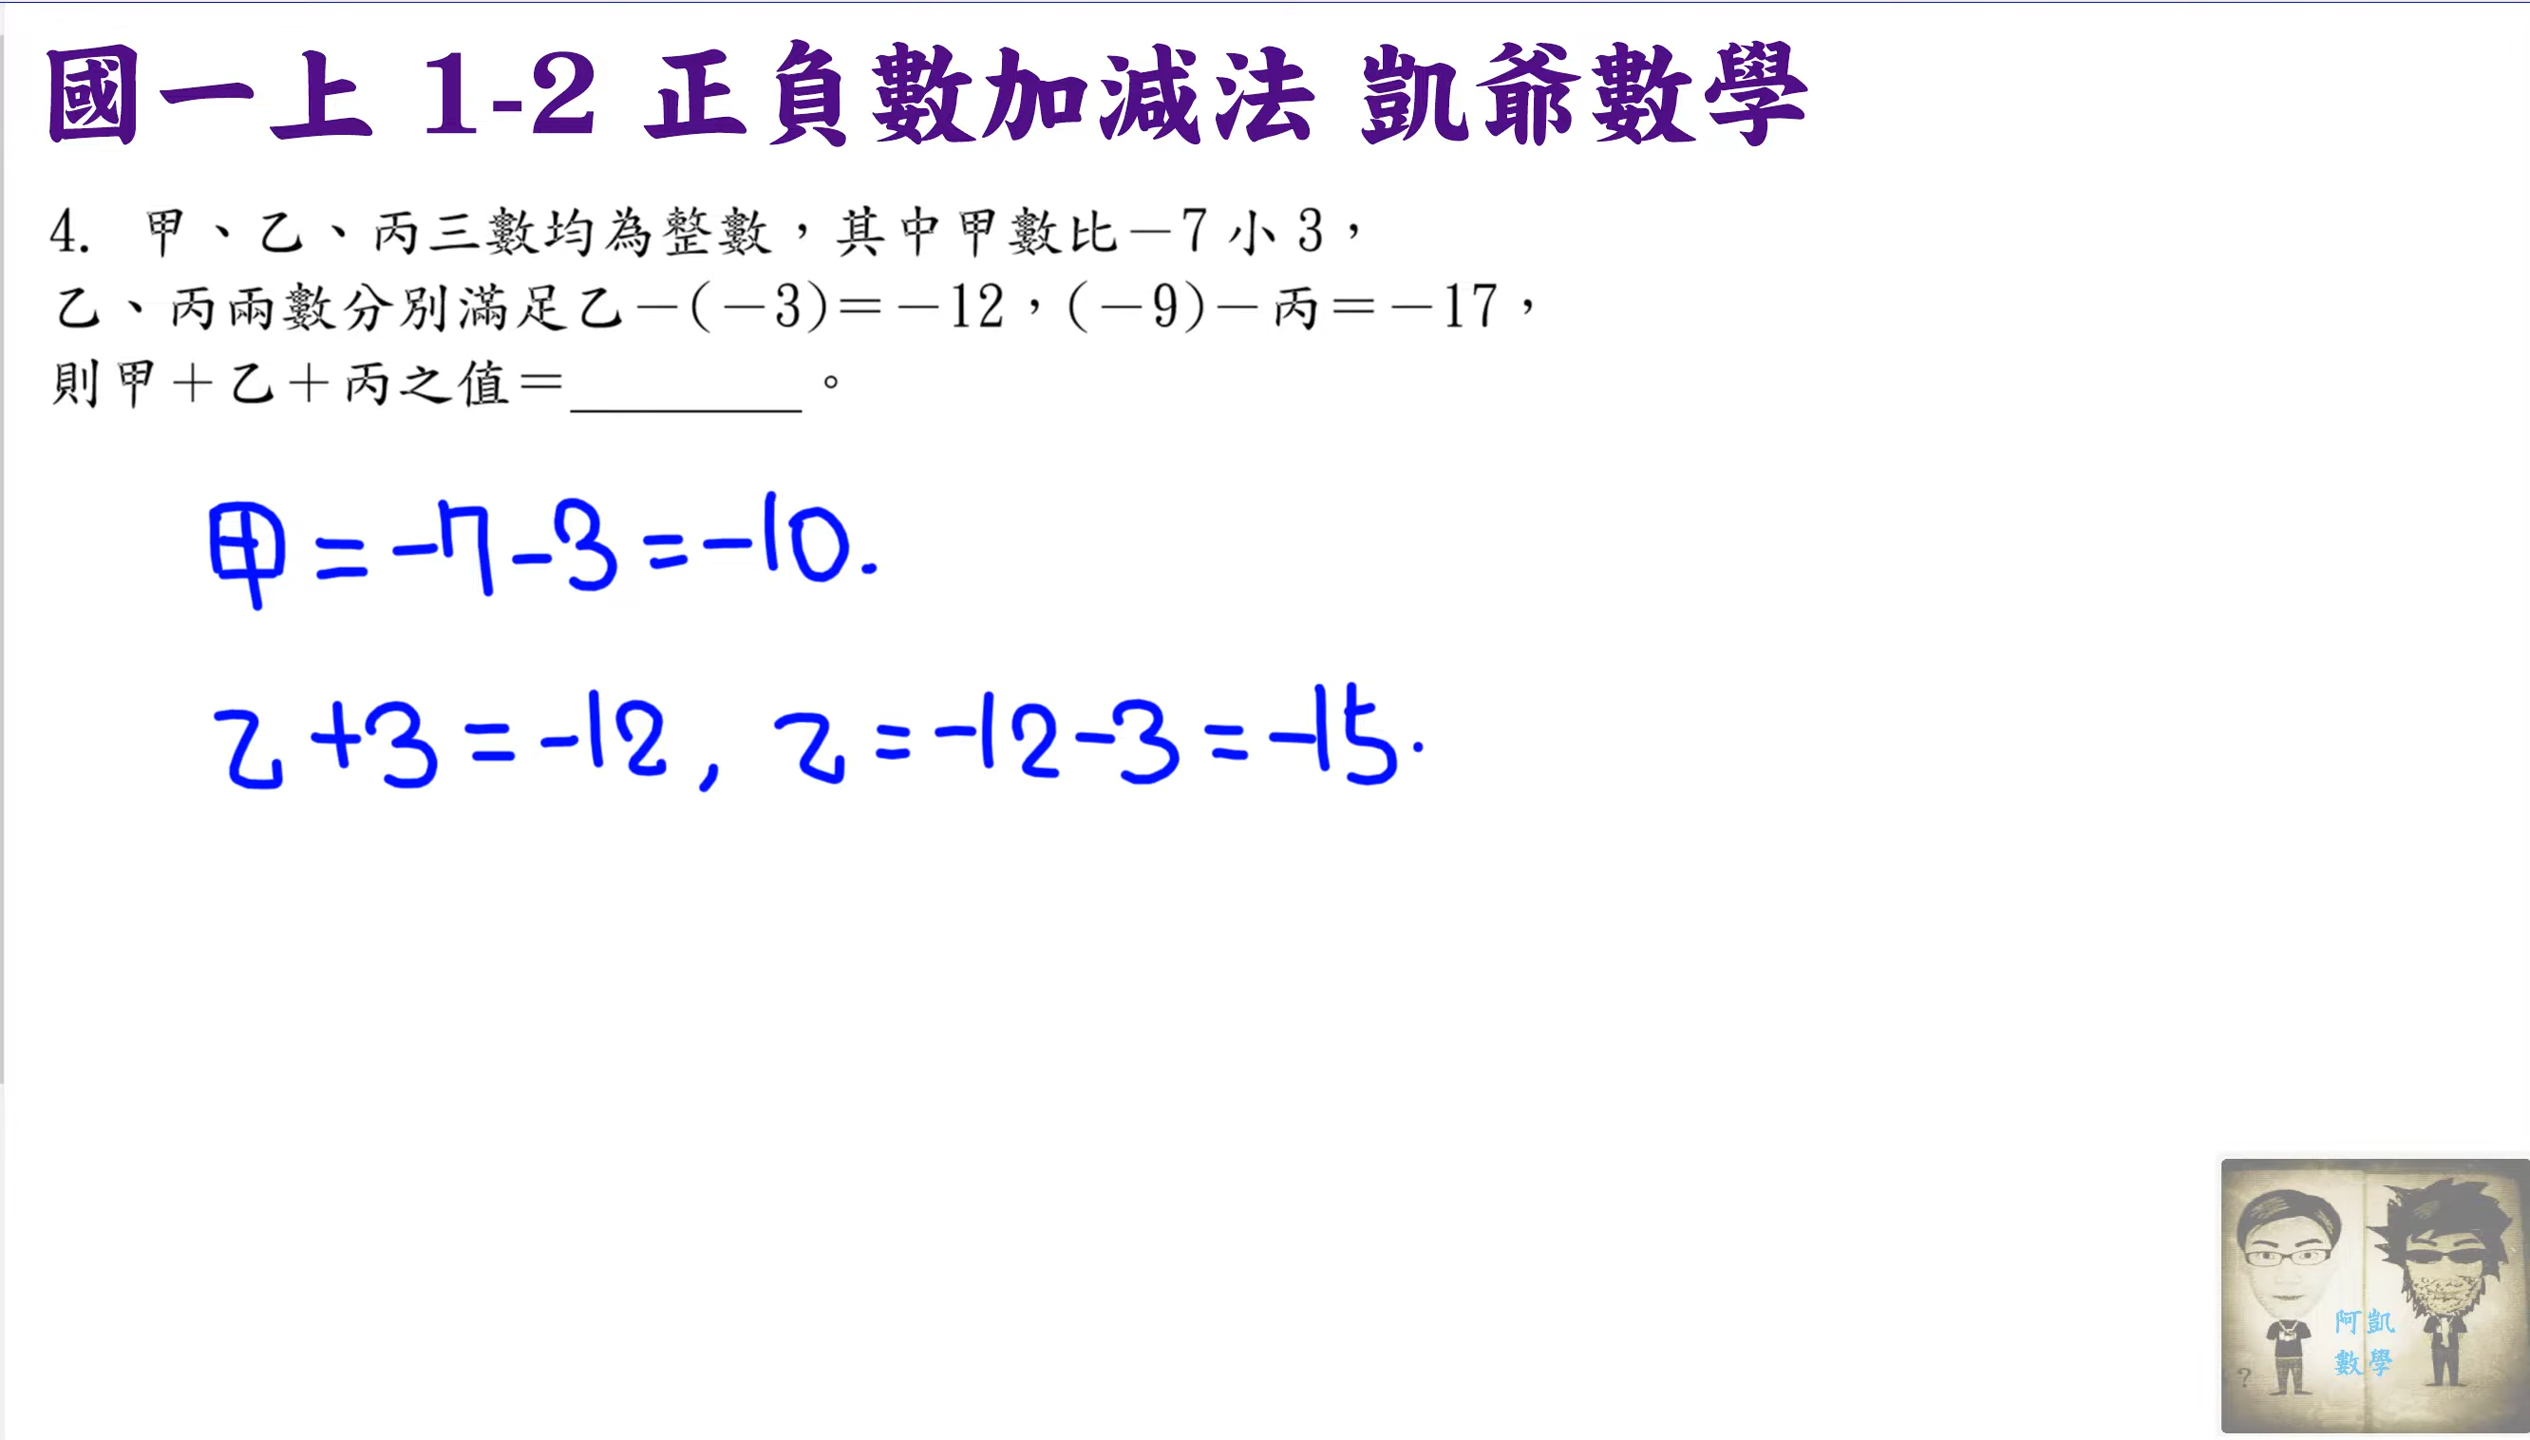 國一上 1-2 正負數加減法 凱爺數學
4. 甲、乙、丙三數均為整數，其中甲數比－7 小 3，
乙、丙兩數分別滿足乙－(－3)＝－12，(－9)－丙＝－17，
則甲＋乙＋丙之值＝________。
甲 = -7 - 3 = -10.
乙 + 3 = -12, 乙 = -12 - 3 = -15.
阿凱
數學
?